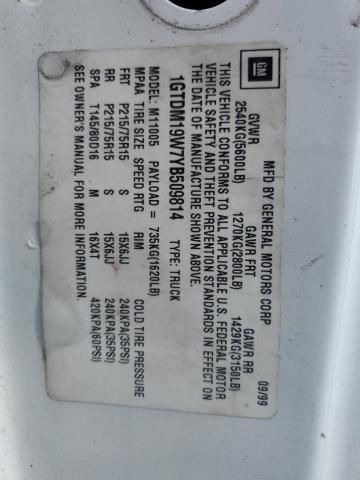 GM
MFD BY GENERAL MOTORS CORP 09/99
GVWR GAWR FRT GAWR RR
2540KG(5600LB) 1270KG(2800LB) 1429KG(3150LB)
THIS VEHICLE CONFORMS TO ALL APPLICABLE U.S. FEDERAL MOTOR
VEHICLE SAFETY AND THEFT PREVENTION STANDARDS IN EFFECT ON
THE DATE OF MANUFACTURE SHOWN ABOVE.
1GTDM19W7YB509814 TYPE: TRUCK
MODEL: M11005 PAYLOAD = 735KG(1620LB)
MPAA TIRE SIZE SPEED RTG RIM COLD TIRE PRESSURE
FRT P215/75R15 S 15X6JJ 240KPA(35PSI)
RR P215/75R15 S 15X6JJ 240KPA(35PSI)
SPA T145/80D16 M 16X4T 420KPA(60PSI)
SEE OWNER'S MANUAL FOR MORE INFORMATION.